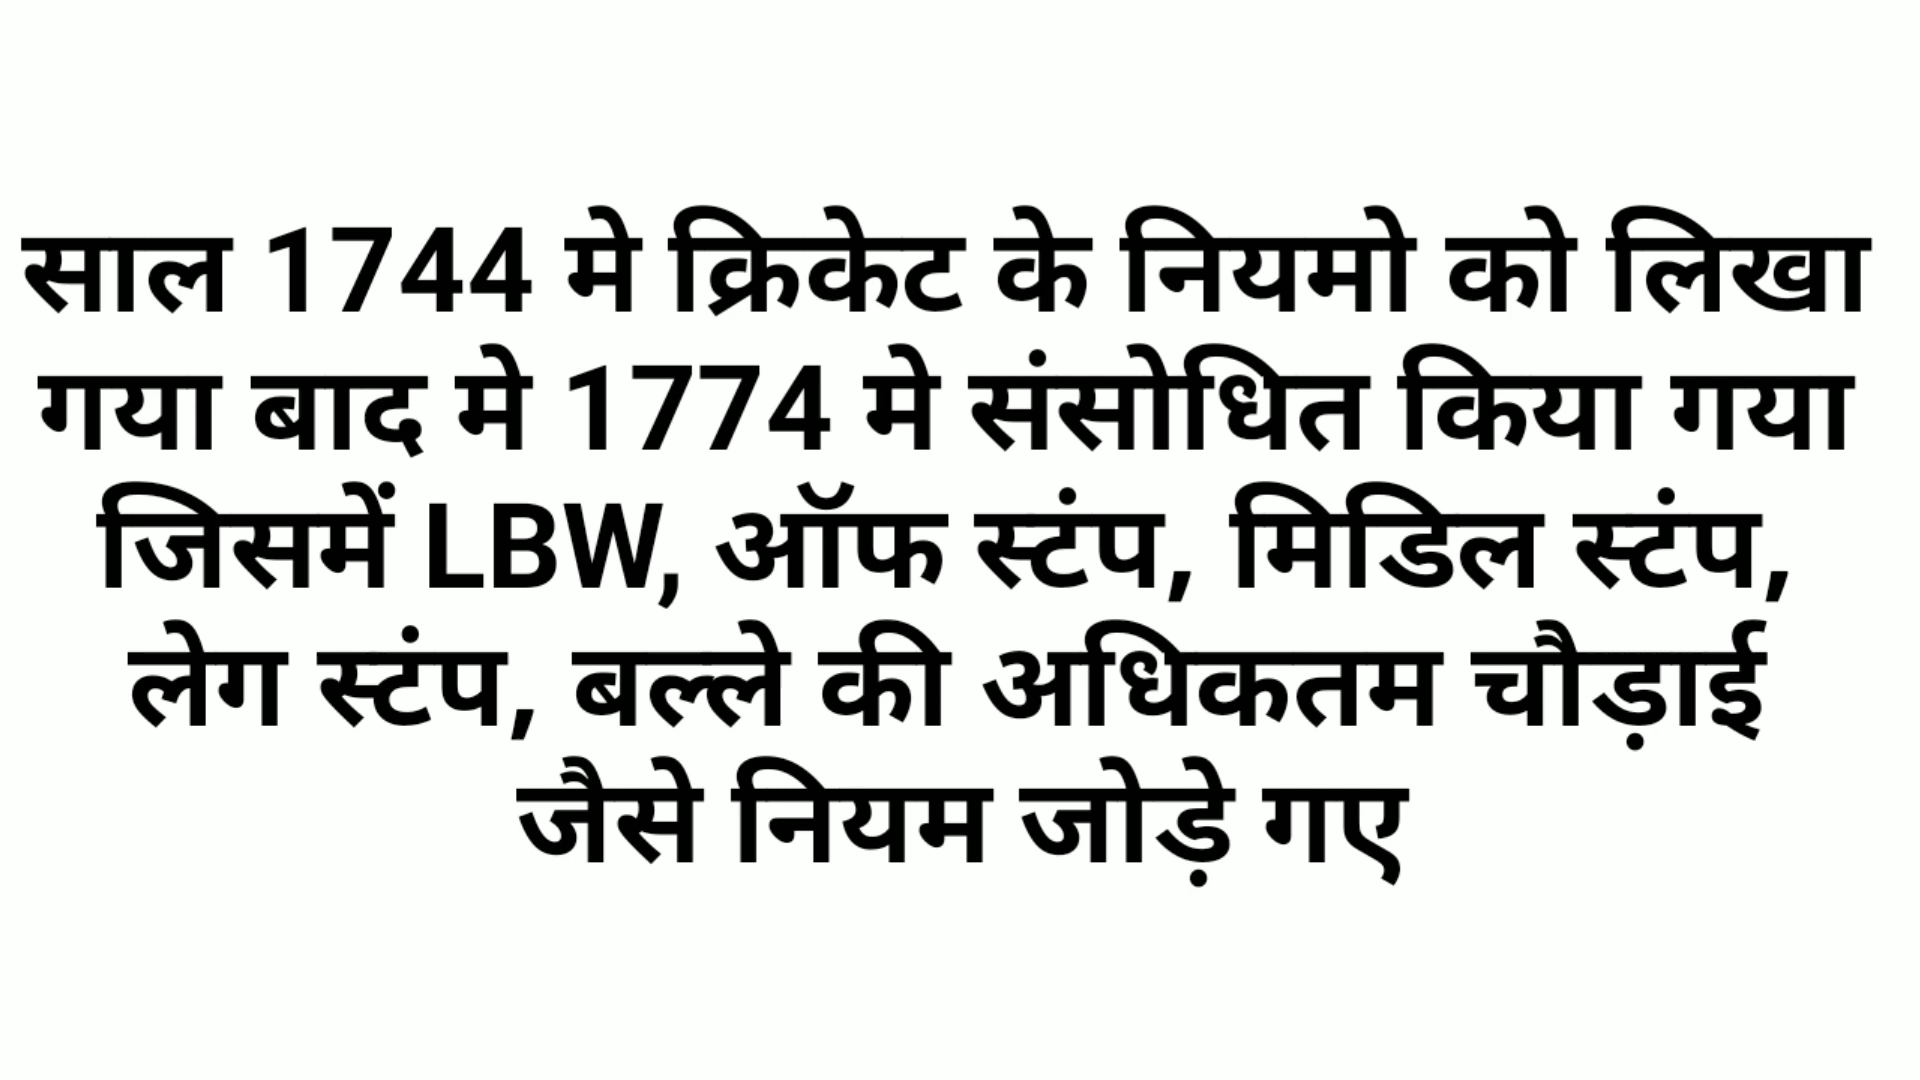 साल 1744 मे क्रिकेट के नियमो को लिखा
गया बाद मे 1774 मे संसोधित किया गया
जिसमें LBW, ऑफ स्टंप, मिडिल स्टंप,
लेग स्टंप, बल्ले की अधिकतम चौड़ाई
जैसे नियम जोड़े गए